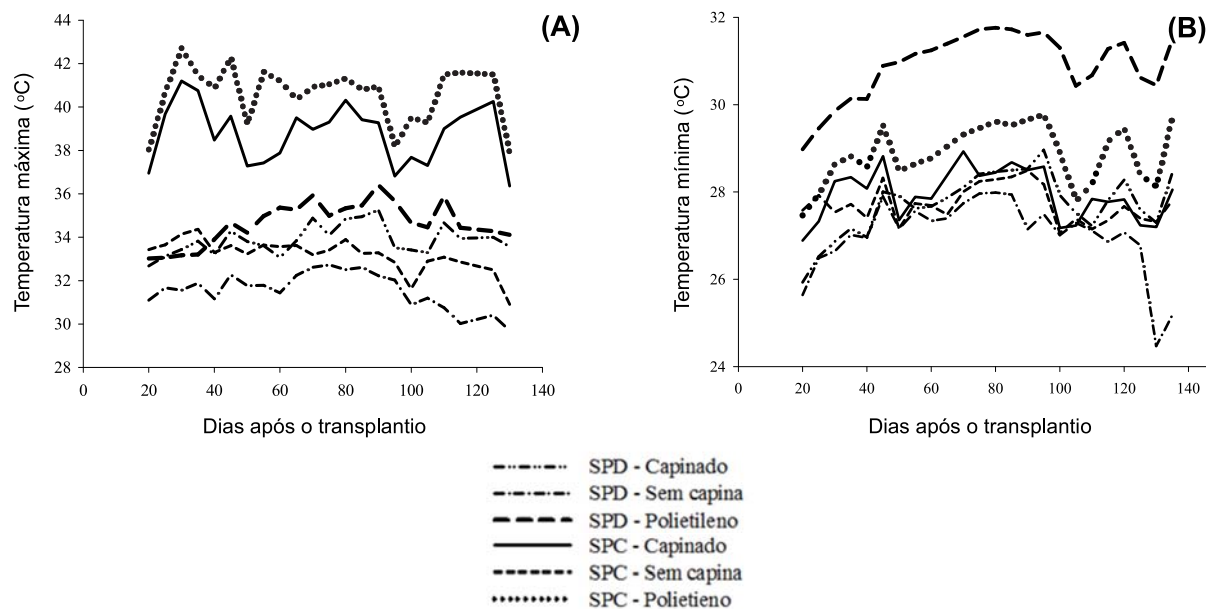 (A)
Temperatura máxima (°C)
44
42
40
38
36
34
32
30
28
0
20
40
60
80
100
120
140
Dias após o transplantio
(B)
Temperatura mínima (°C)
32
30
28
26
24
0
20
40
60
80
100
120
140
Dias após o transplantio
SPD - Capinado
SPD - Sem capina
SPD - Polietileno
SPC - Capinado
SPC - Sem capina
SPC - Polietieno